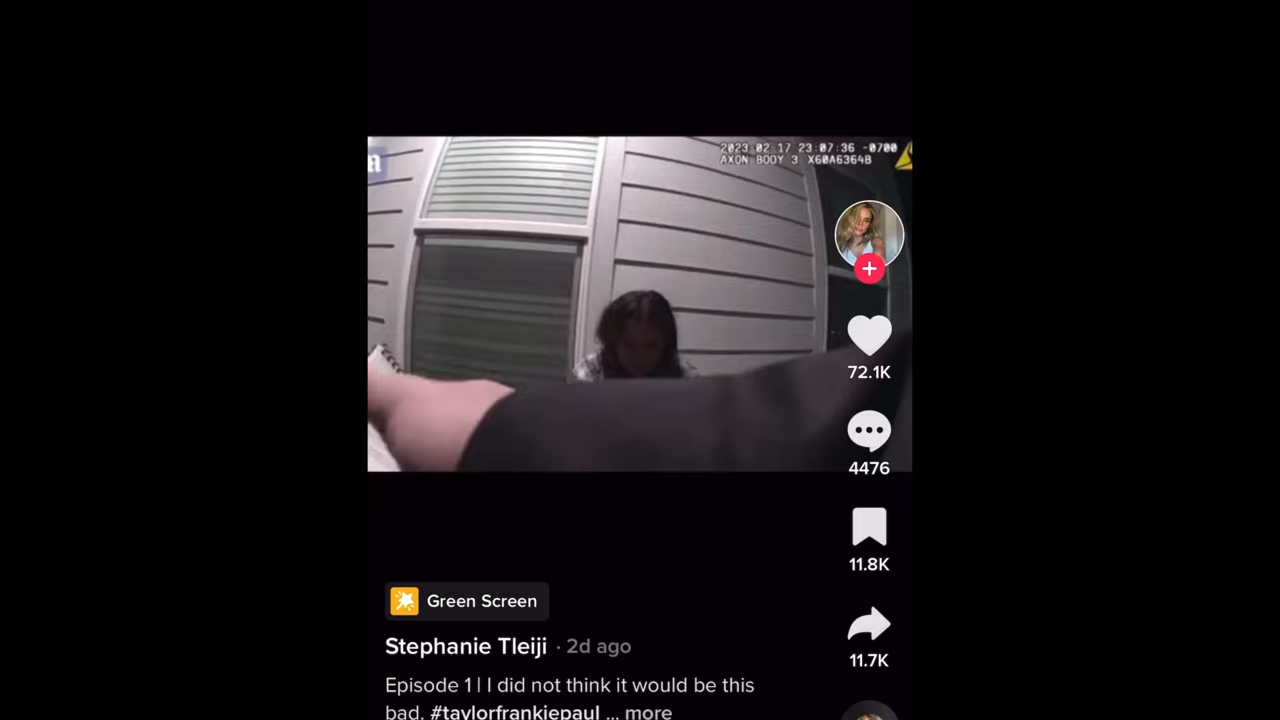 2023-02-17 23:07:36 -0700
AXON BODY 3 X60A6364B
n
72.1K
4476
11.8K
11.7K
Green Screen
Stephanie Tleiji · 2d ago
Episode 1 | I did not think it would be this
bad. #taylorfrankiepaul ... more